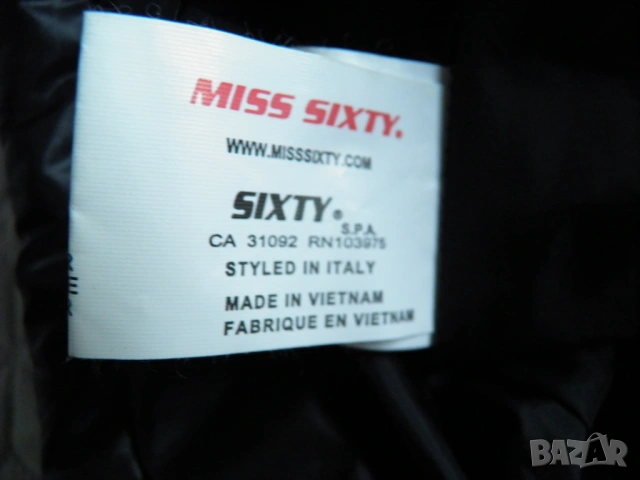 MISS SIXTY.
WWW.MISSSIXTY.COM
SIXTY®
S.P.A.
CA 31092 RN103975
STYLED IN ITALY
MADE IN VIETNAM
FABRIQUE EN VIETNAM
BAZAR